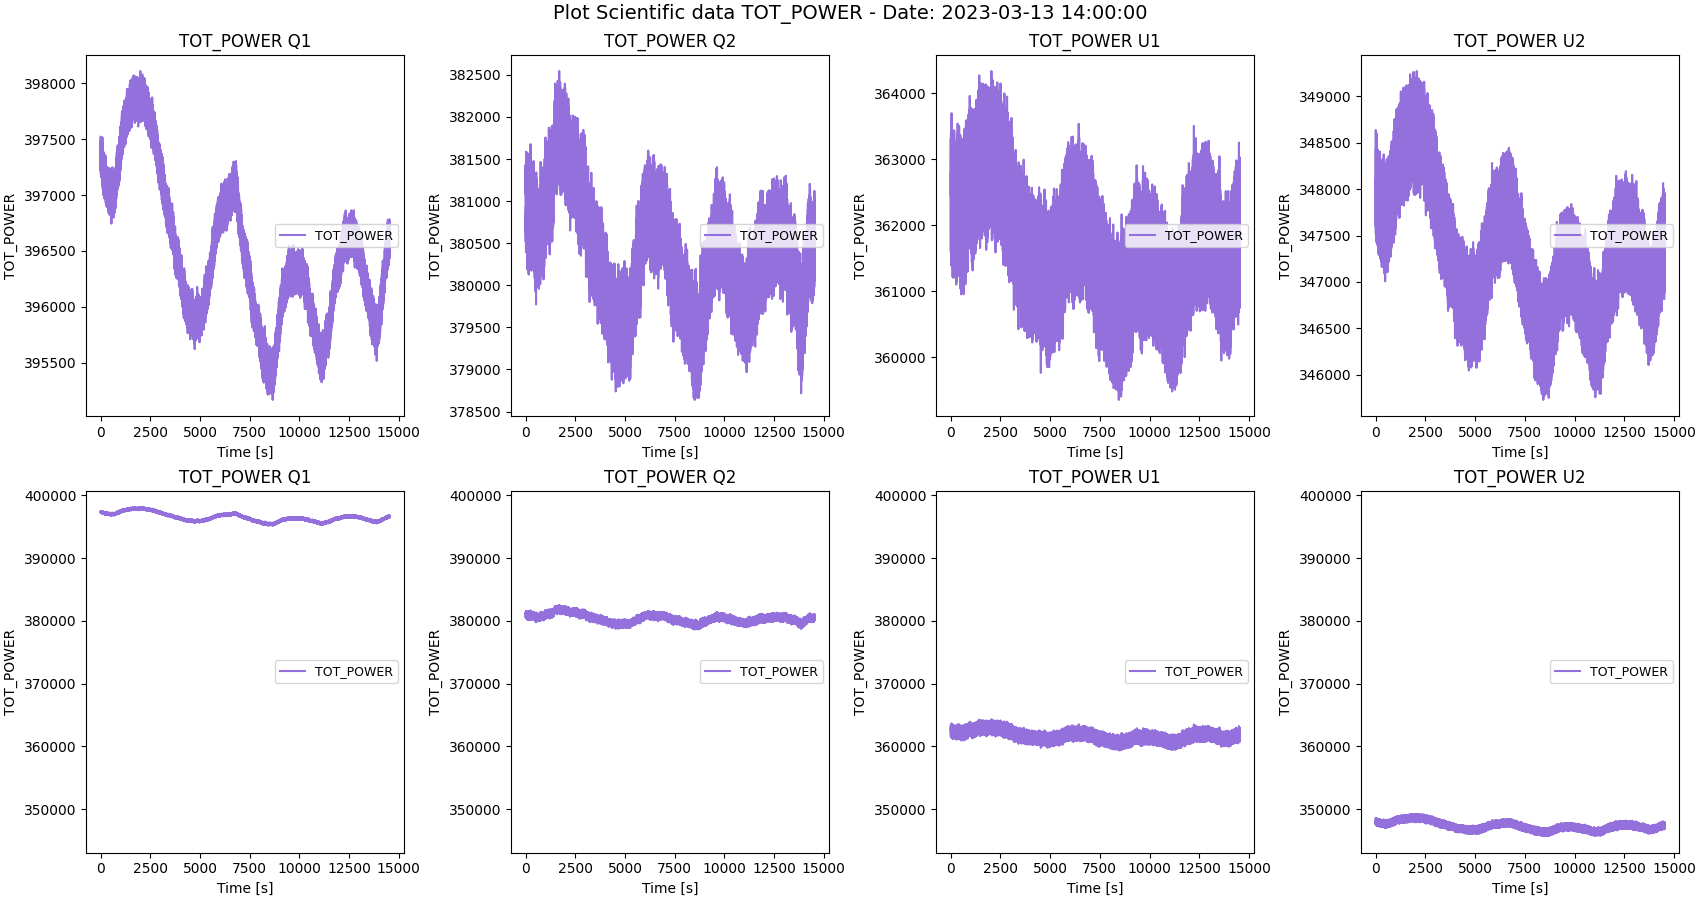 Plot Scientific data TOT_POWER - Date: 2023-03-13 14:00:00
TOT_POWER Q1
398000
397500
397000
396500
396000
395500
TOT_POWER
TOT_POWER
0 2500 5000 7500 10000 12500 15000
Time [s]
TOT_POWER Q2
382500
382000
381500
381000
380500
380000
379500
379000
378500
TOT_POWER
TOT_POWER
0 2500 5000 7500 10000 12500 15000
Time [s]
TOT_POWER U1
364000
363000
362000
361000
360000
TOT_POWER
TOT_POWER
0 2500 5000 7500 10000 12500 15000
Time [s]
TOT_POWER U2
349000
348500
348000
347500
347000
346500
346000
TOT_POWER
TOT_POWER
0 2500 5000 7500 10000 12500 15000
Time [s]
TOT_POWER Q1
400000
390000
380000
370000
360000
350000
TOT_POWER
TOT_POWER
0 2500 5000 7500 10000 12500 15000
Time [s]
TOT_POWER Q2
400000
390000
380000
370000
360000
350000
TOT_POWER
TOT_POWER
0 2500 5000 7500 10000 12500 15000
Time [s]
TOT_POWER U1
400000
390000
380000
370000
360000
350000
TOT_POWER
TOT_POWER
0 2500 5000 7500 10000 12500 15000
Time [s]
TOT_POWER U2
400000
390000
380000
370000
360000
350000
TOT_POWER
TOT_POWER
0 2500 5000 7500 10000 12500 15000
Time [s]